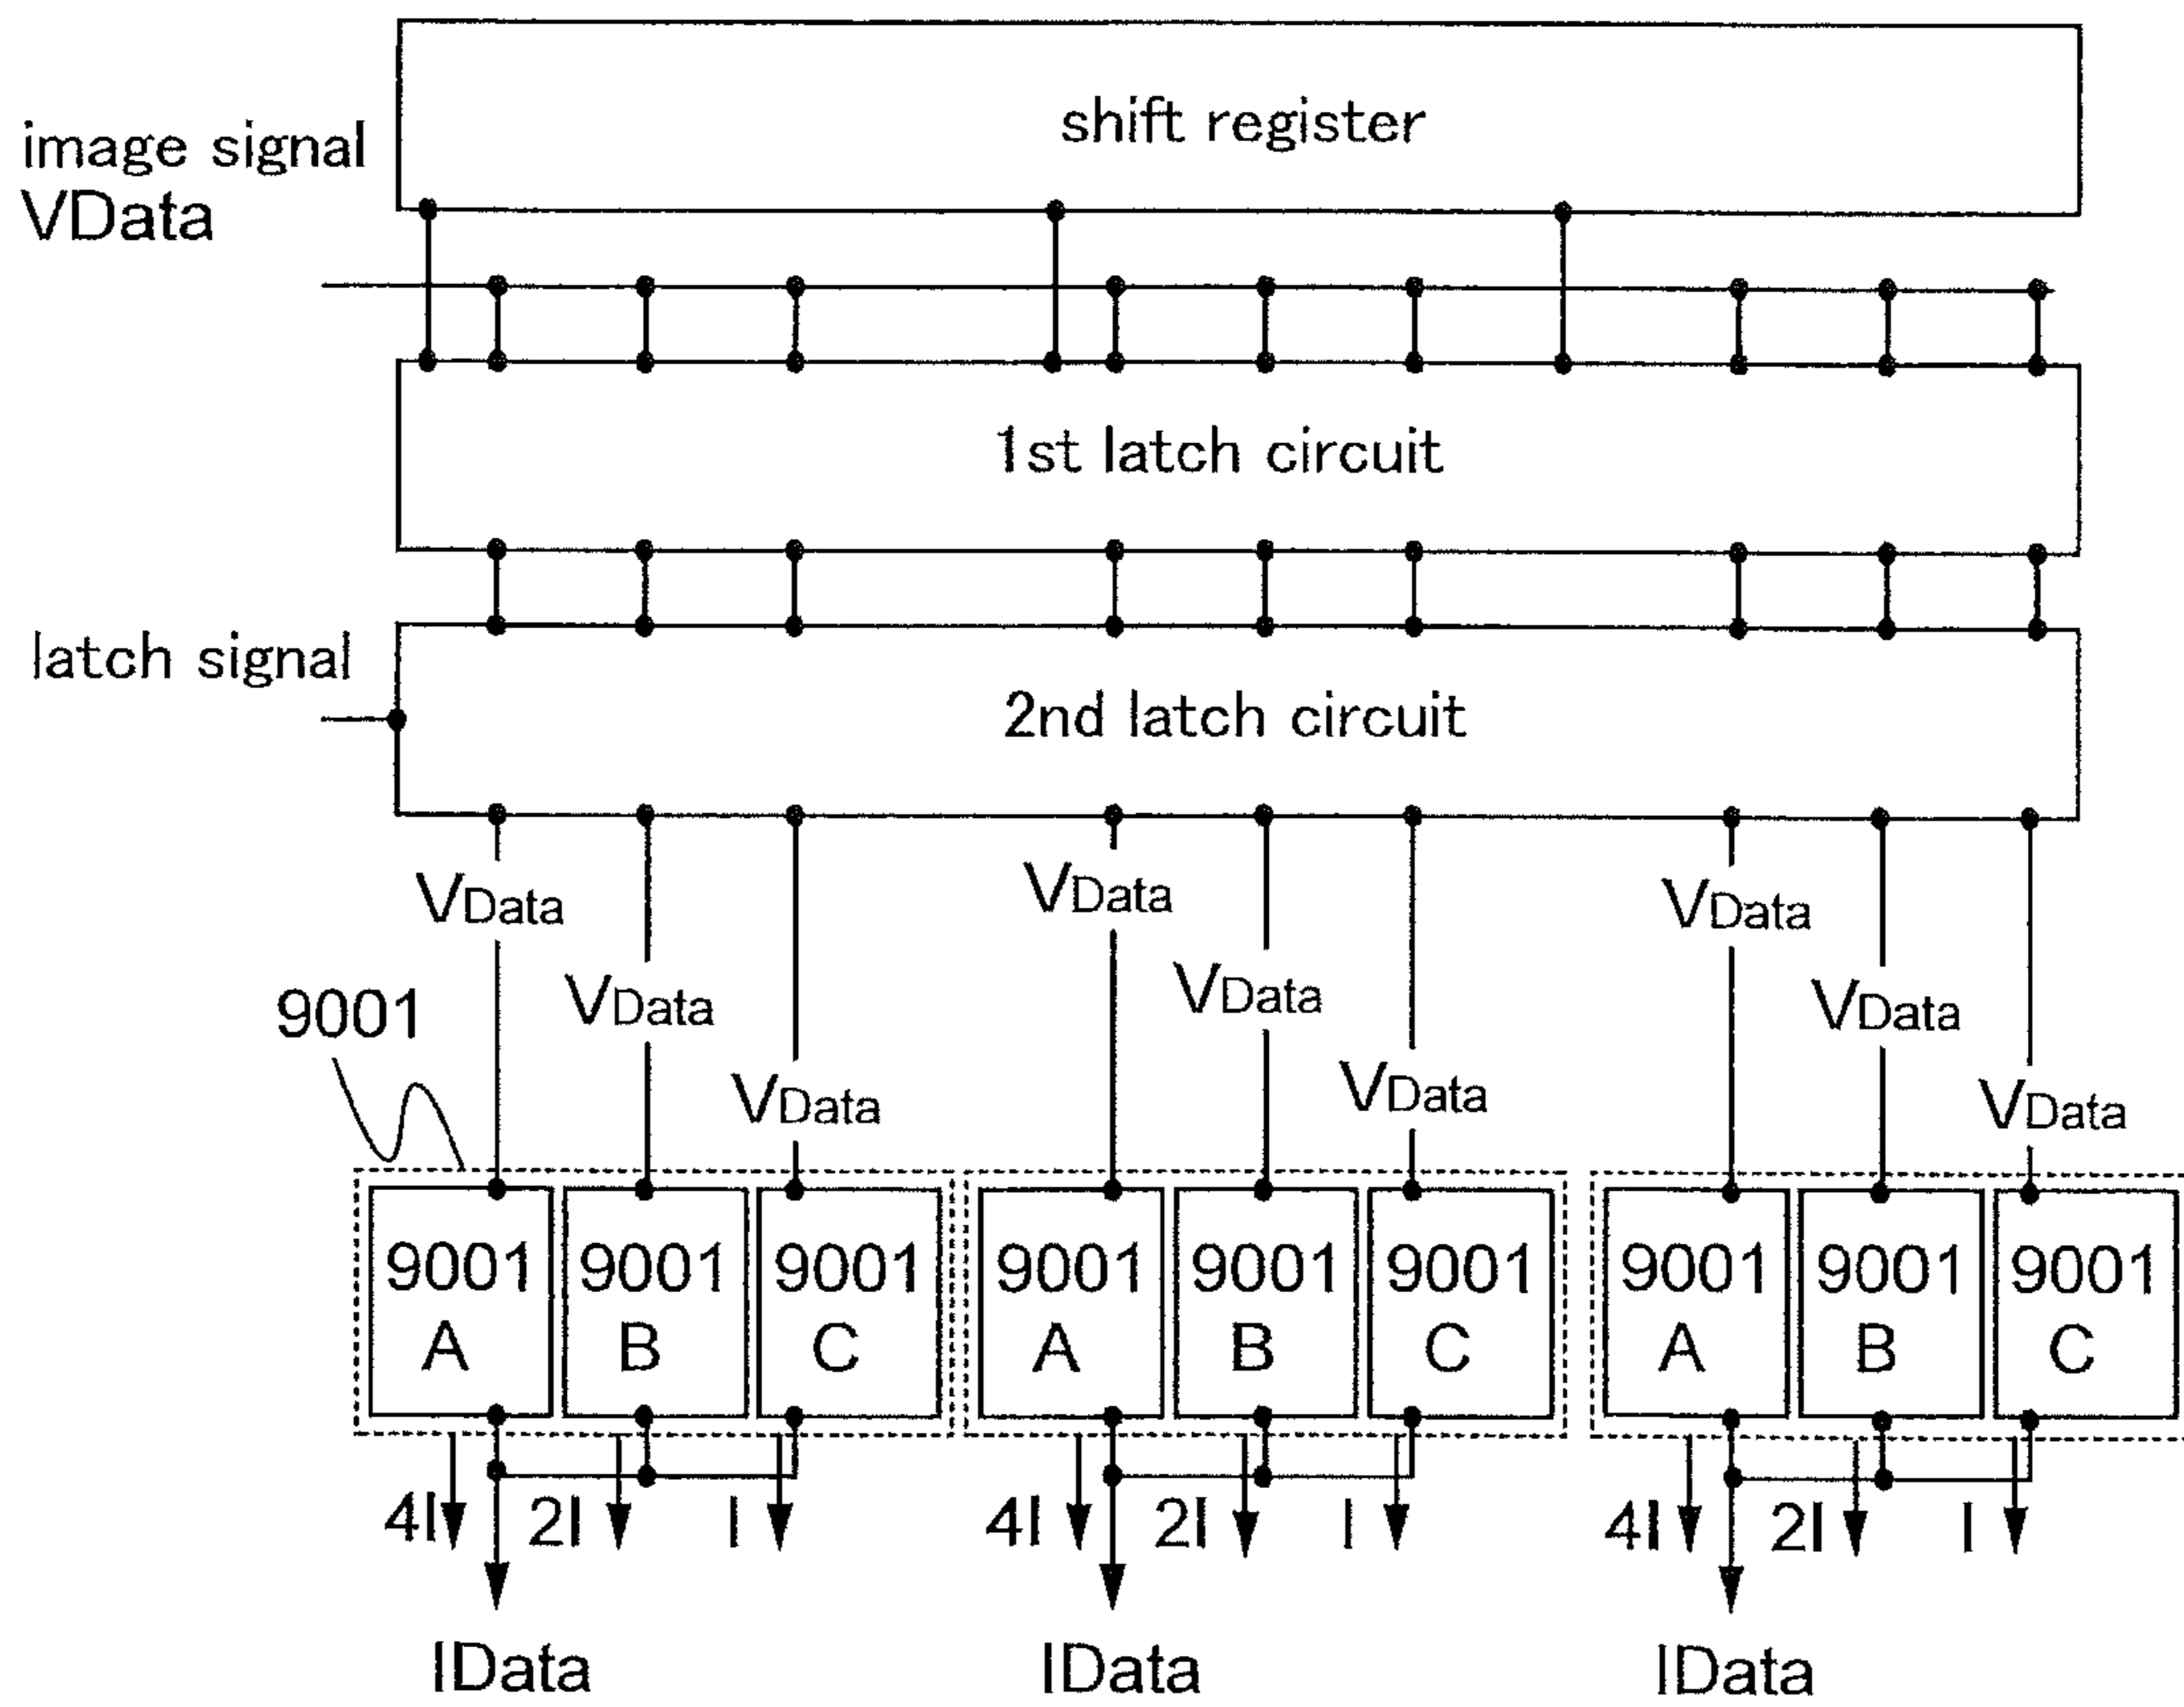 shift register
image signal
VData
1st latch circuit
latch signal
2nd latch circuit
VData VData VData
VData VData VData
9001
VData VData VData
9001 9001 9001 9001 9001 9001 9001 9001 9001
A B C A B C A B C
4I 2I I 4I 2I I 4I 2I I
IData IData IData